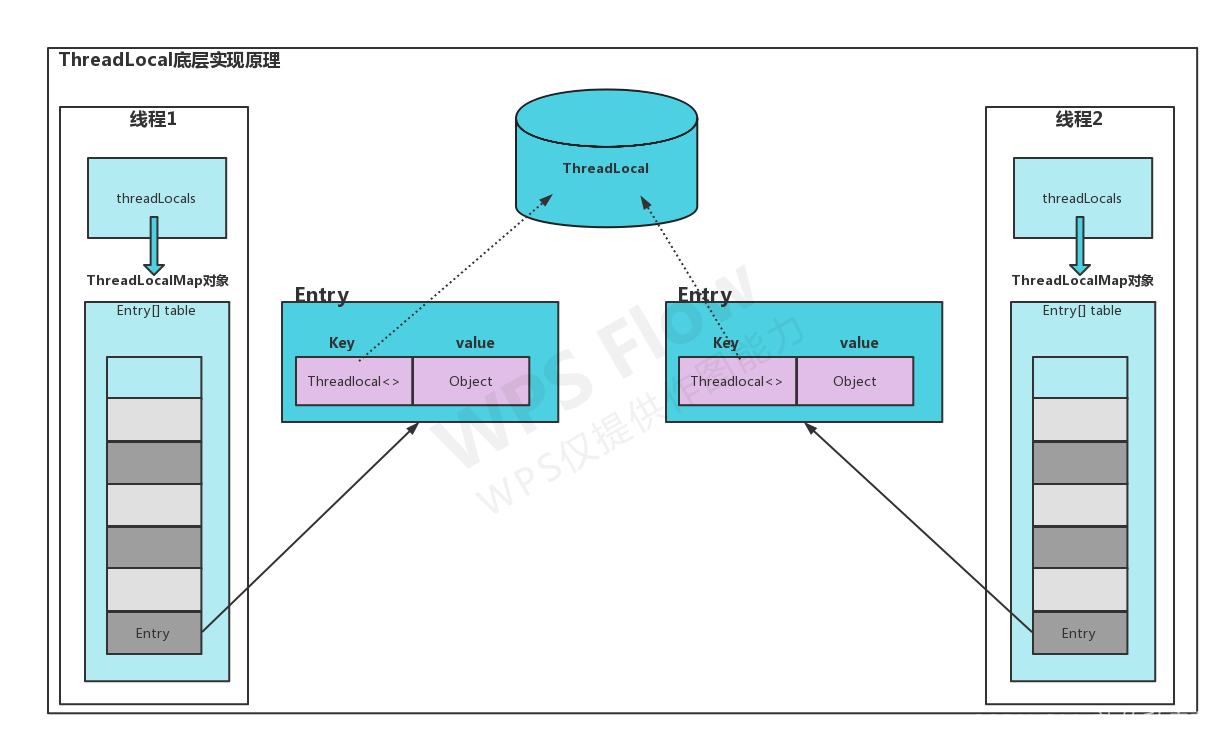 ThreadLocal底层实现原理
线程1
threadLocals
ThreadLocalMap对象
Entry[] table
Entry
ThreadLocal
Entry
Key value
Threadlocal<> Object
Entry
Key value
Threadlocal<> Object
线程2
threadLocals
ThreadLocalMap对象
Entry[] table
Entry
WPS Flow
WPS仅提供作图能力